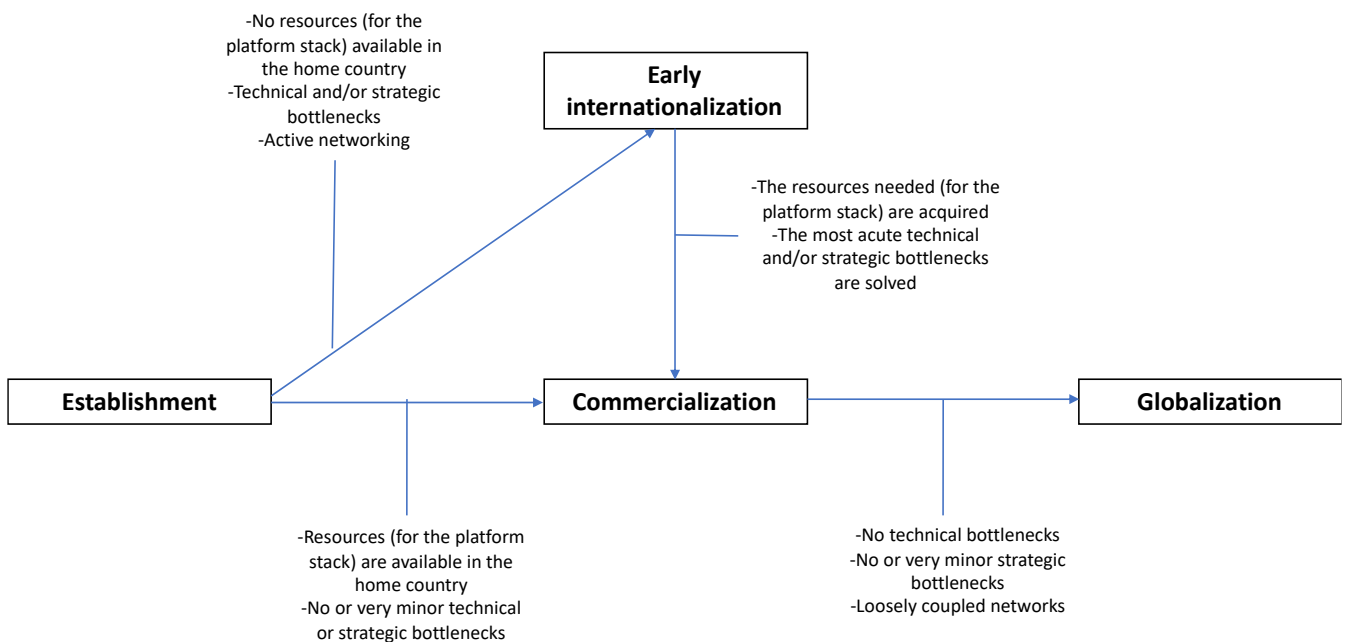 -No resources (for the
platform stack) available in
the home country
-Technical and/or strategic
bottlenecks
-Active networking
Early
internationalization
-The resources needed (for the
platform stack) are acquired
-The most acute technical
and/or strategic bottlenecks
are solved
Establishment
Commercialization
Globalization
-Resources (for the platform
stack) are available in the
home country
-No or very minor technical
or strategic bottlenecks
-No technical bottlenecks
-No or very minor strategic
bottlenecks
-Loosely coupled networks